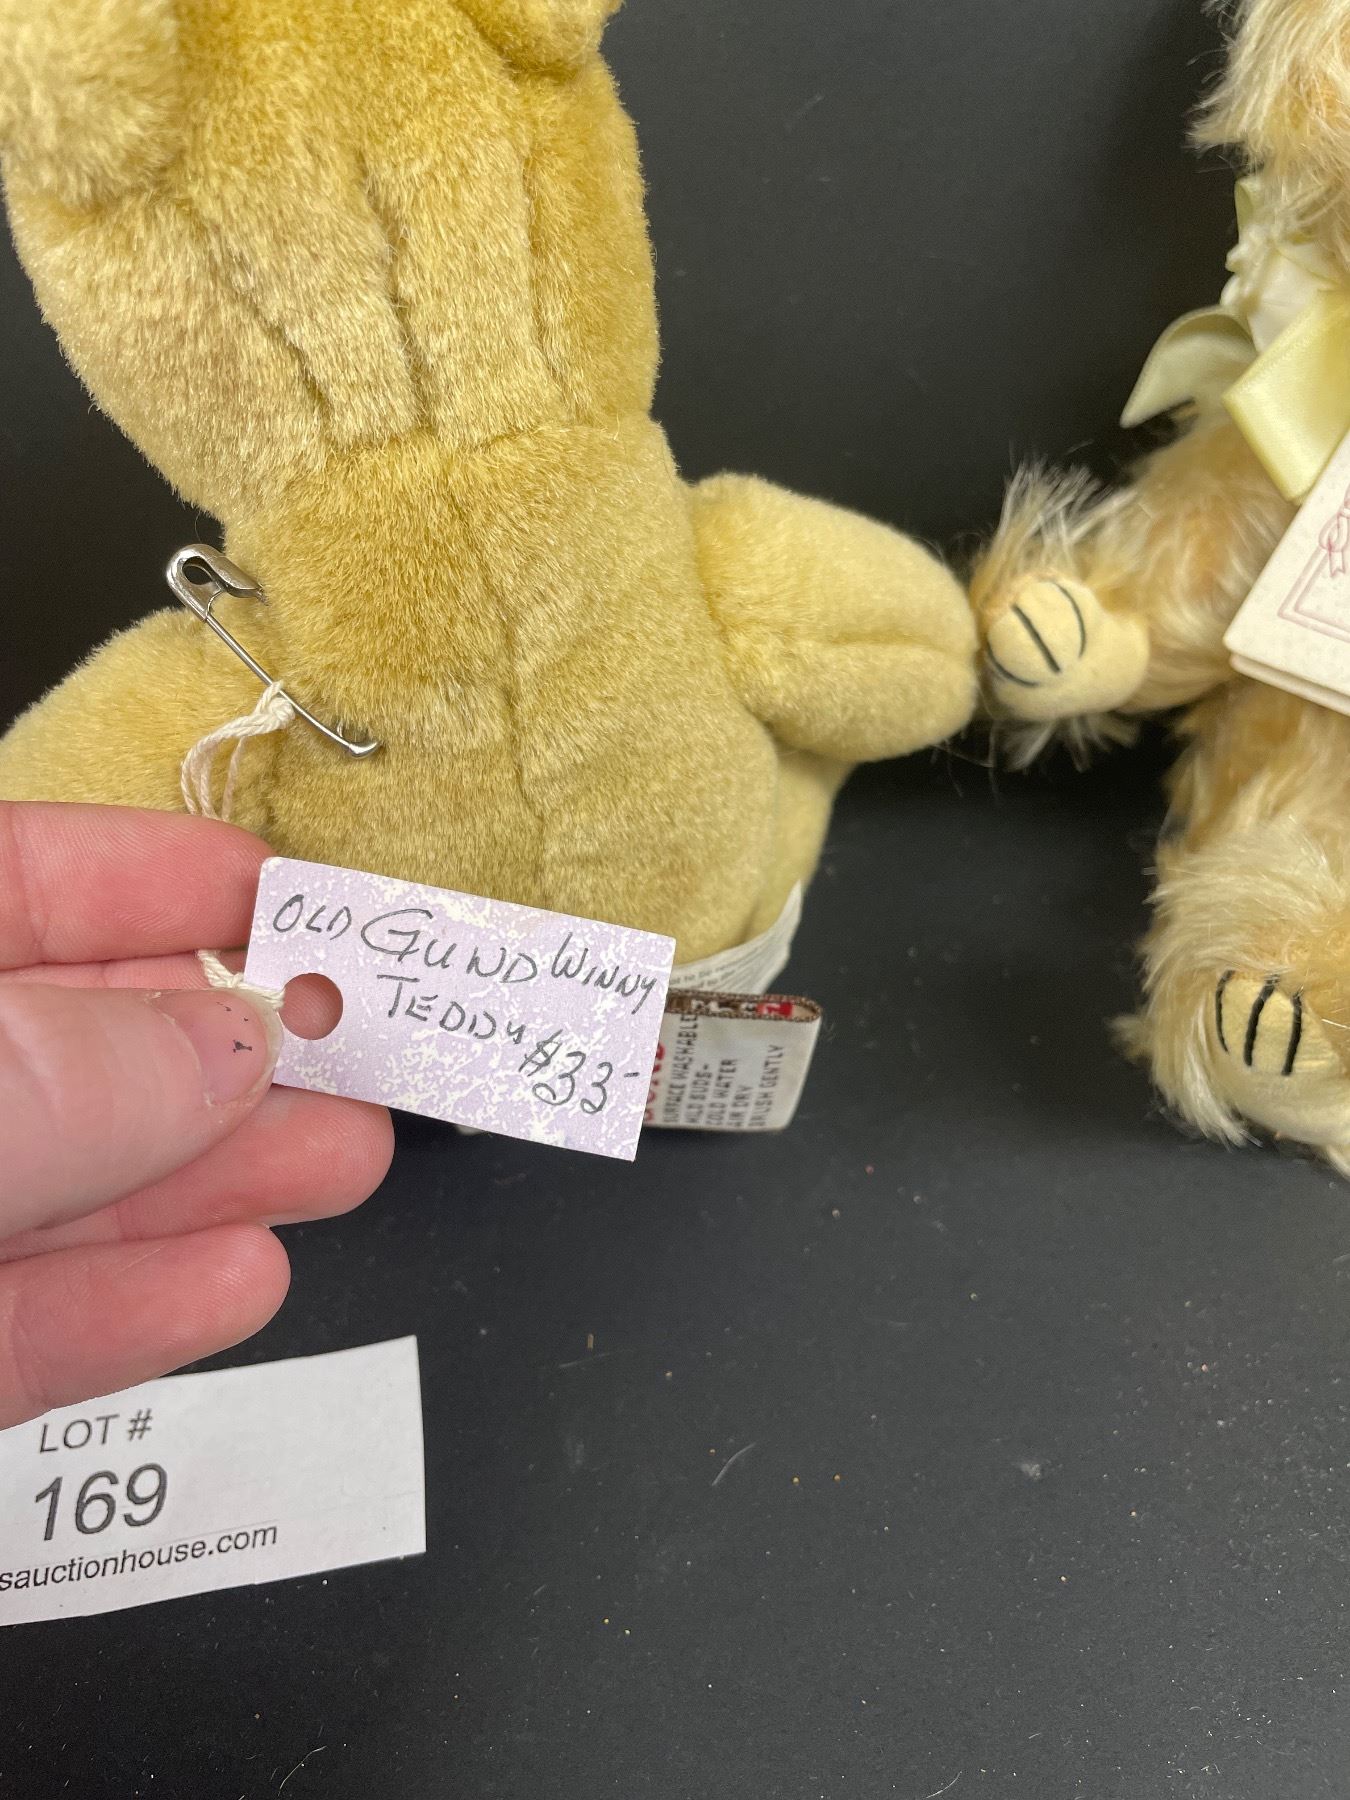 OLD GUND WINNY
TEDDY $33-
SURFACE WASHABLE
MILD SUDS-
COLD WATER
AIR DRY
BRUSH GENTLY
LOT #
169
sauctionhouse.com